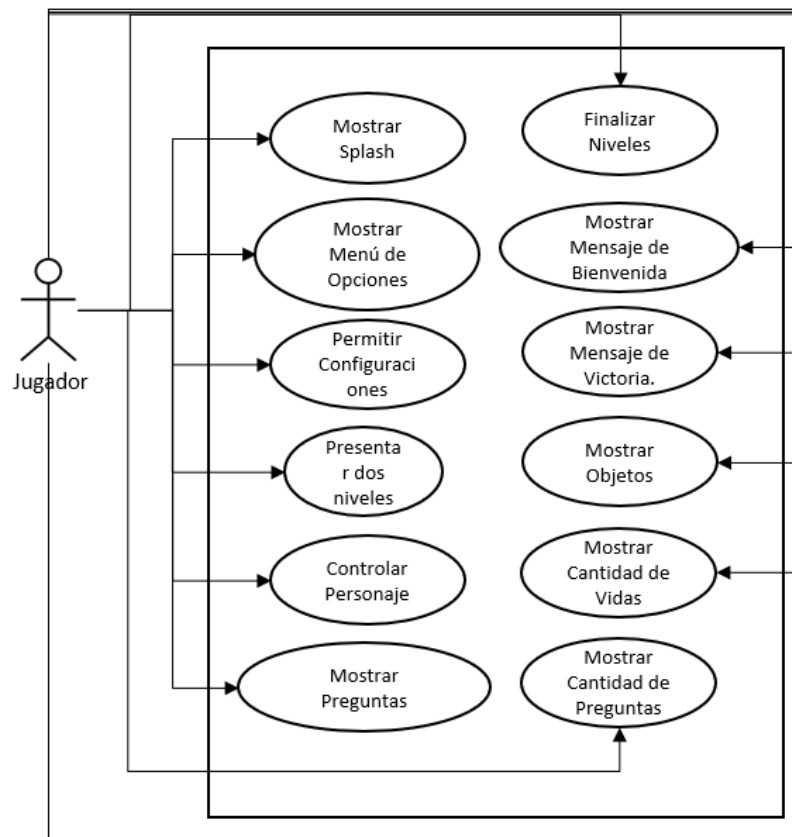 Mostrar
Splash
Finalizar
Niveles
Mostrar
Menú de
Opciones
Mostrar
Mensaje de
Bienvenida
Jugador
Permitir
Configuraci
ones
Mostrar
Mensaje de
Victoria.
Presenta
r dos
niveles
Mostrar
Objetos
Controlar
Personaje
Mostrar
Cantidad de
Vidas
Mostrar
Preguntas
Mostrar
Cantidad de
Preguntas